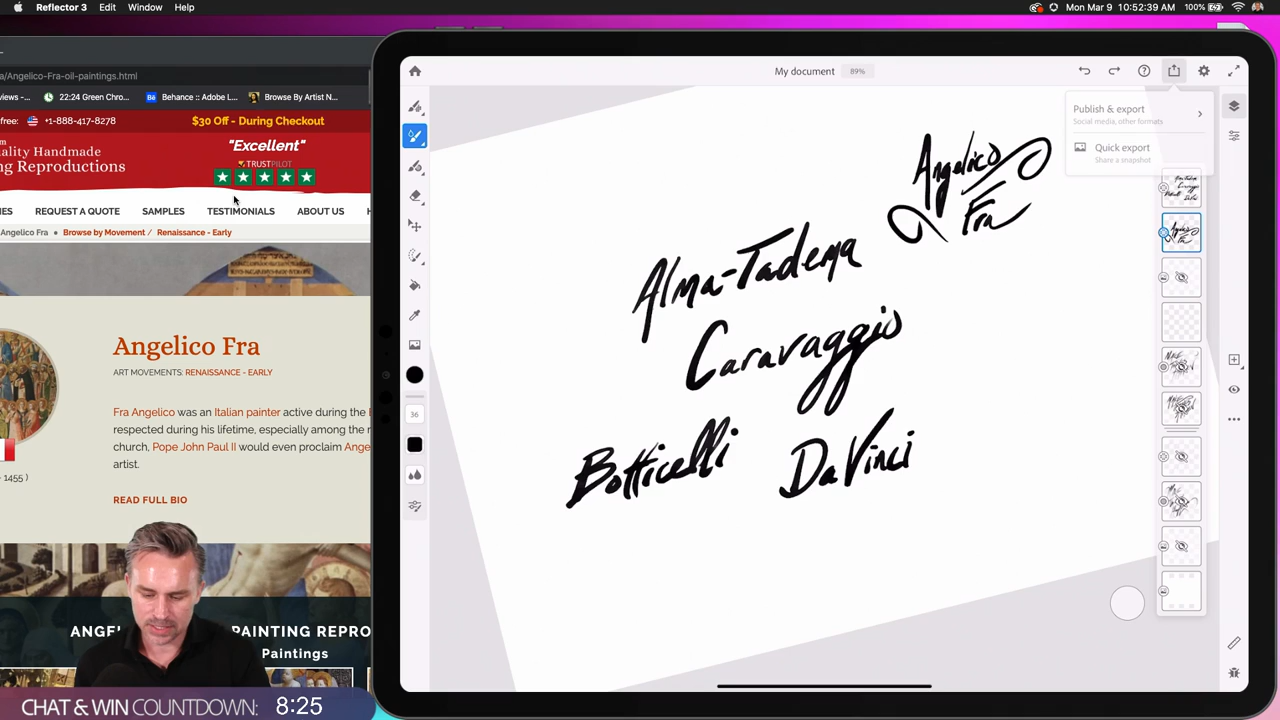 Reflector 3 Edit Window Help
100% Mon Mar 9 10:52:39 AM
a/Angelico-Fra-oil-paintings.html
views -... 22:24 Green Chro... Bē Behance :: Adobe L... Browse By Artist N...
free: +1-888-417-8278 $30 Off - During Checkout
ality Handmade
ng Reproductions
"Excellent"
TRUSTPILOT
IES REQUEST A QUOTE SAMPLES TESTIMONIALS ABOUT US
Angelico Fra • Browse by Movement / Renaissance - Early
Angelico Fra
ART MOVEMENTS: RENAISSANCE - EARLY
Fra Angelico was an Italian painter active during the
respected during his lifetime, especially among the
church, Pope John Paul II would even proclaim Ange
artist.
1455 )
READ FULL BIO
PAINTING REPRO
Paintings
CHAT & WIN COUNTDOWN: 8:25
My document 89%
Publish & export
Social media, other formats
Quick export
Share a snapshot
36
Angelico
Fra
Alma-Tadema
Caravaggio
Botticelli DaVinci